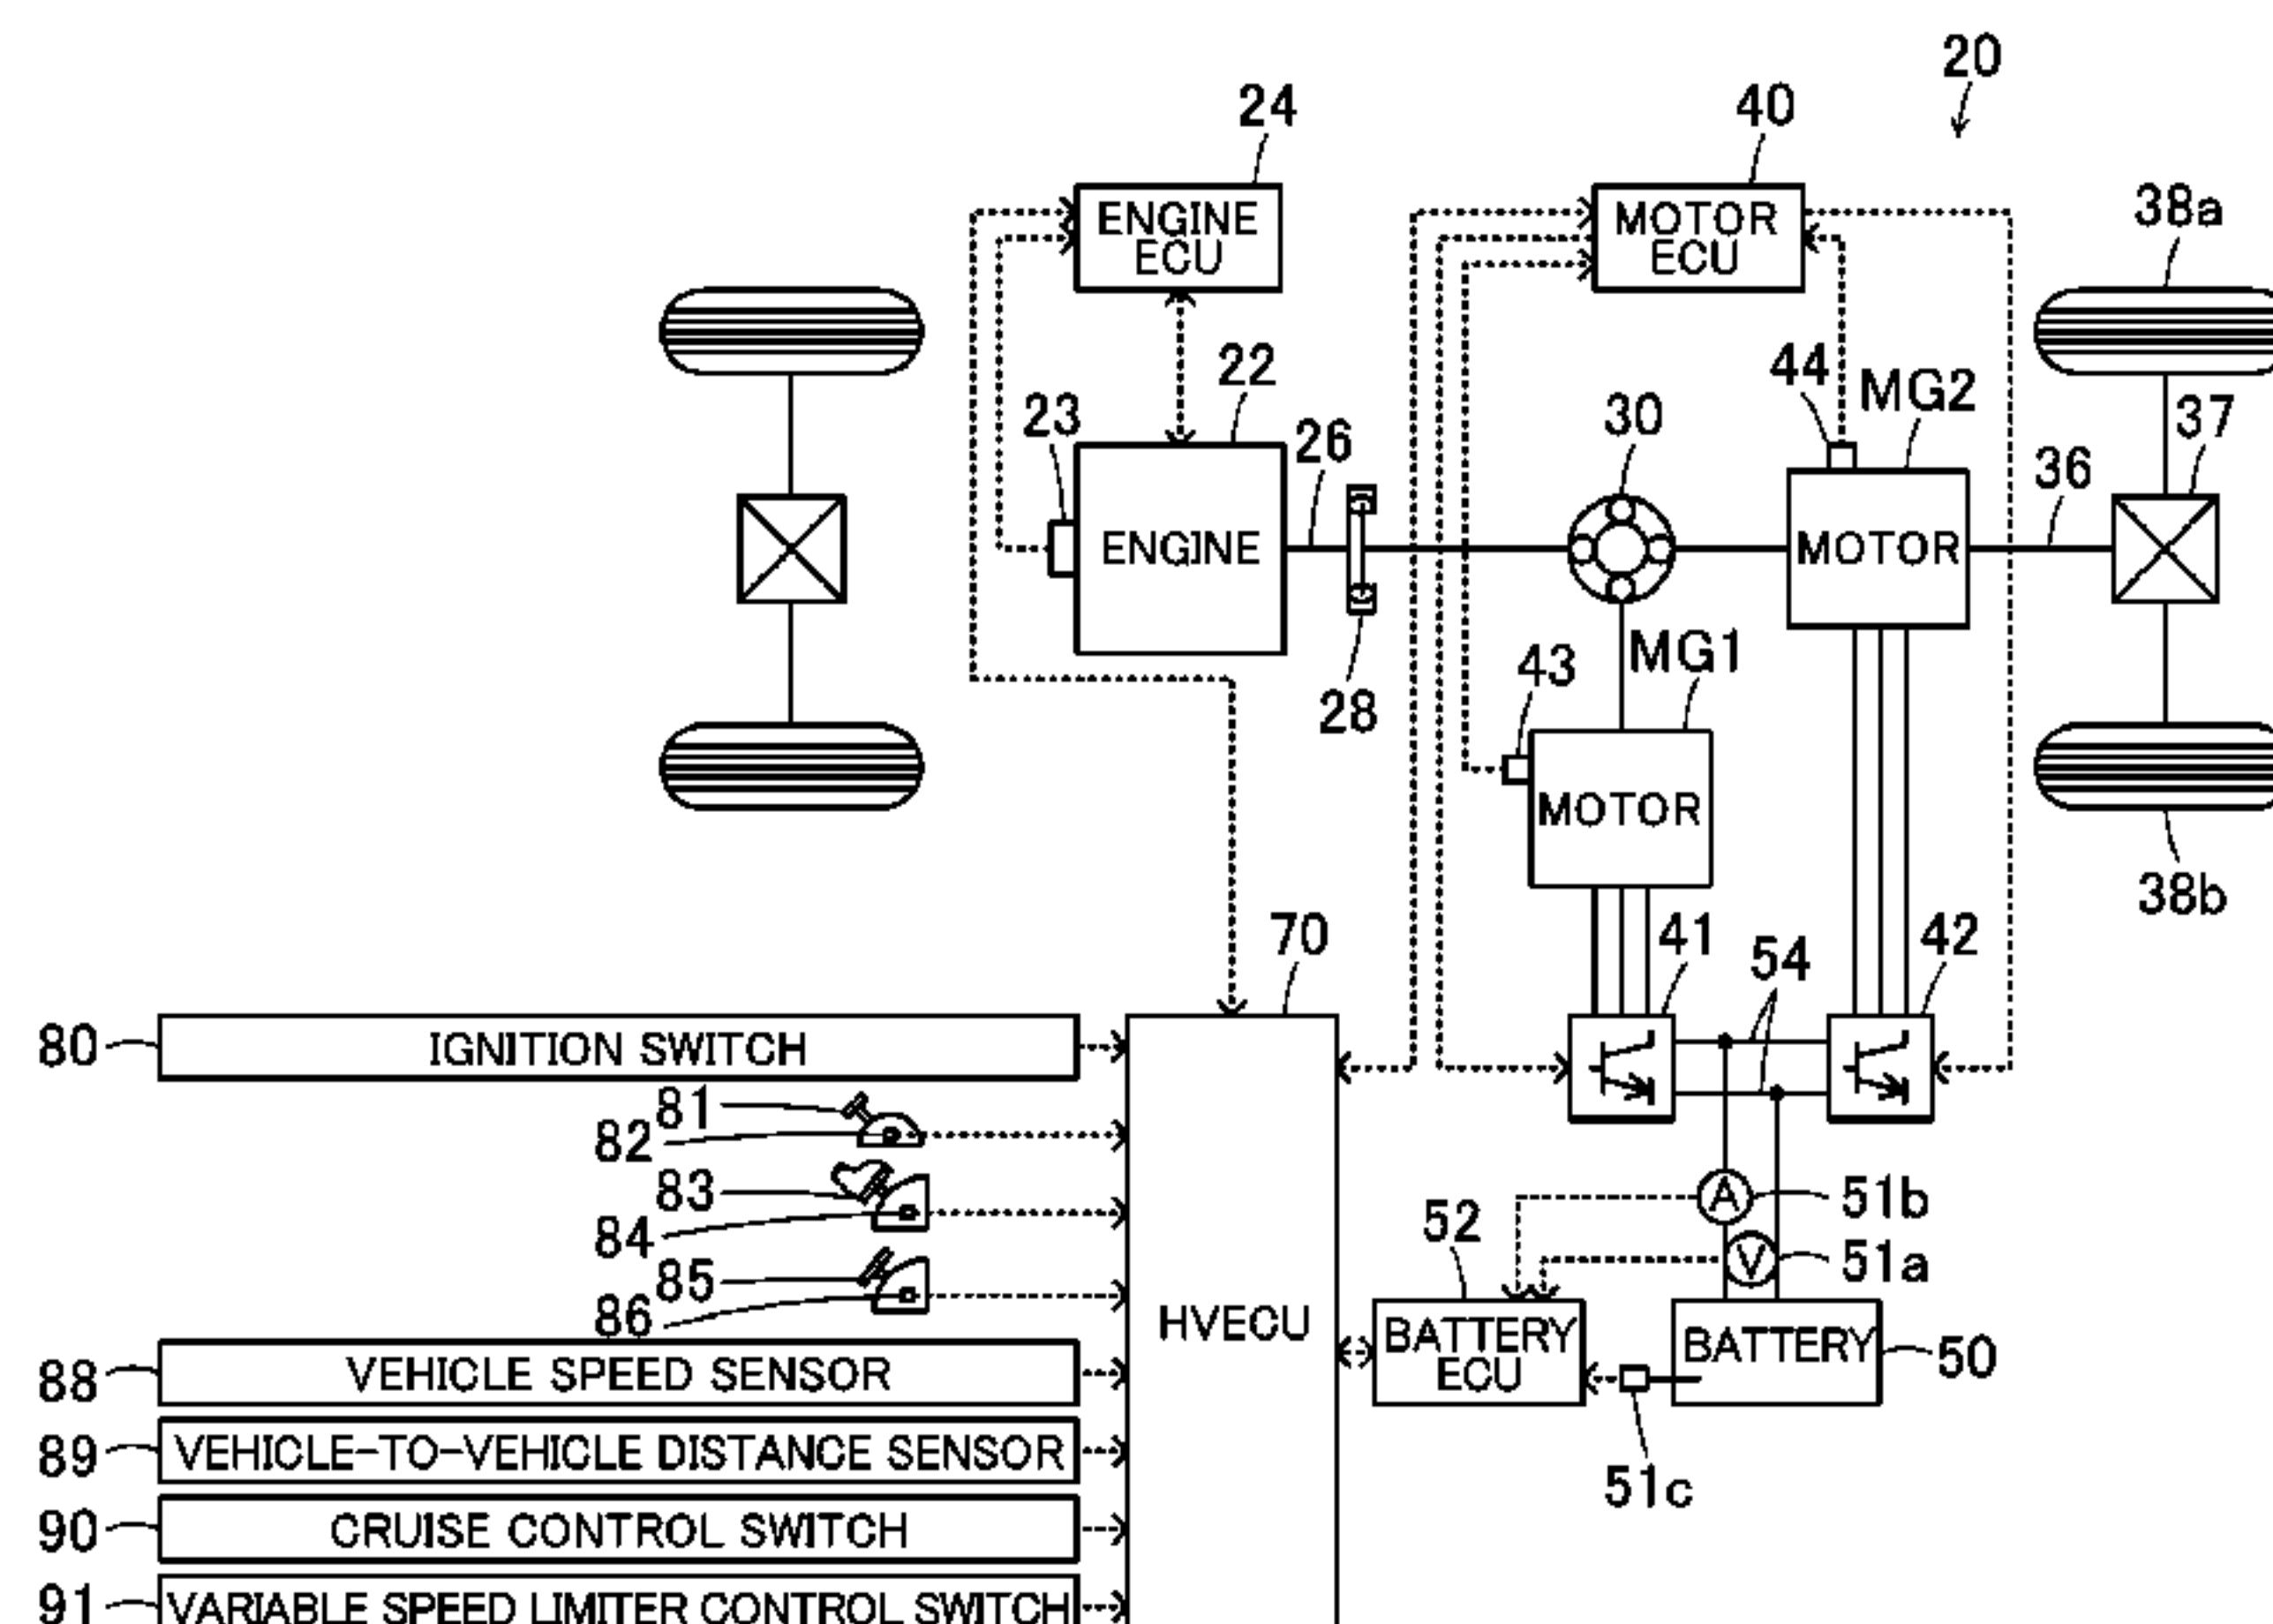 20
24
40
38a
ENGINE
ECU
MOTOR
ECU
22
44
MG2
23
26
30
37
36
ENGINE
MOTOR
28
43
MG1
MOTOR
38b
70
41
54
42
80
IGNITION SWITCH
81
82
83
84
85
86
HVECU
52
A
51b
V
51a
BATTERY
ECU
BATTERY
50
51c
88
VEHICLE SPEED SENSOR
89
VEHICLE-TO-VEHICLE DISTANCE SENSOR
90
CRUISE CONTROL SWITCH
91
VARIABLE SPEED LIMITER CONTROL SWITCH